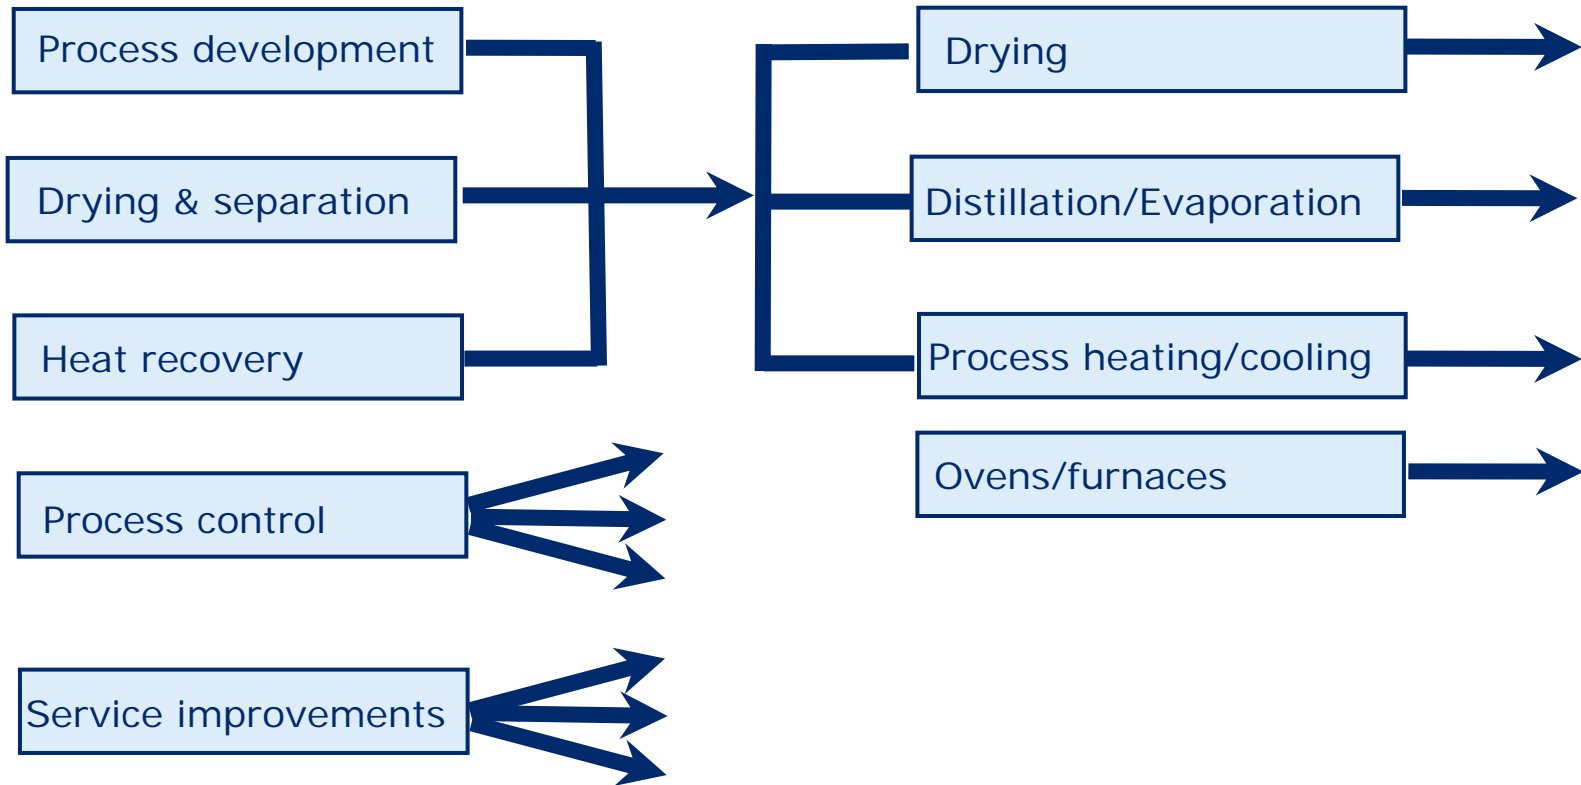 Process development
Drying & separation
Heat recovery
Process control
Service improvements
Drying
Distillation/Evaporation
Process heating/cooling
Ovens/furnaces